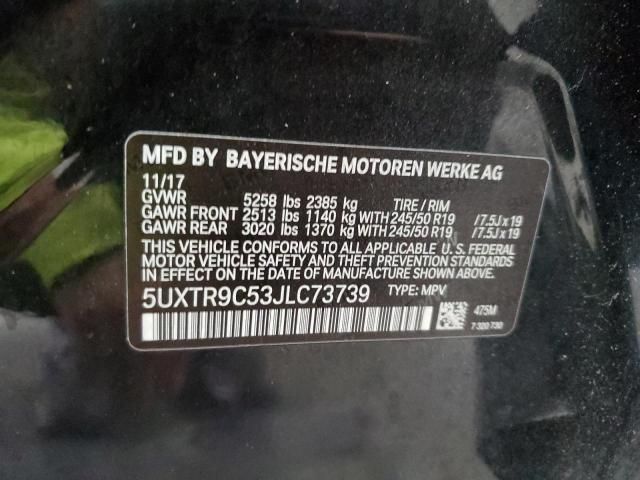 MFD BY BAYERISCHE MOTOREN WERKE AG
11/17
GVWR 5258 lbs 2385 kg TIRE / RIM
GAWR FRONT 2513 lbs 1140 kg WITH 245/50 R19 /7.5J x 19
GAWR REAR 3020 lbs 1370 kg WITH 245/50 R19 /7.5J x 19
THIS VEHICLE CONFORMS TO ALL APPLICABLE U. S. FEDERAL
MOTOR VEHICLE SAFETY AND THEFT PREVENTION STANDARDS
IN EFFECT ON THE DATE OF MANUFACTURE SHOWN ABOVE.
5UXTR9C53JLC73739 TYPE: MPV
475M
7 320 730